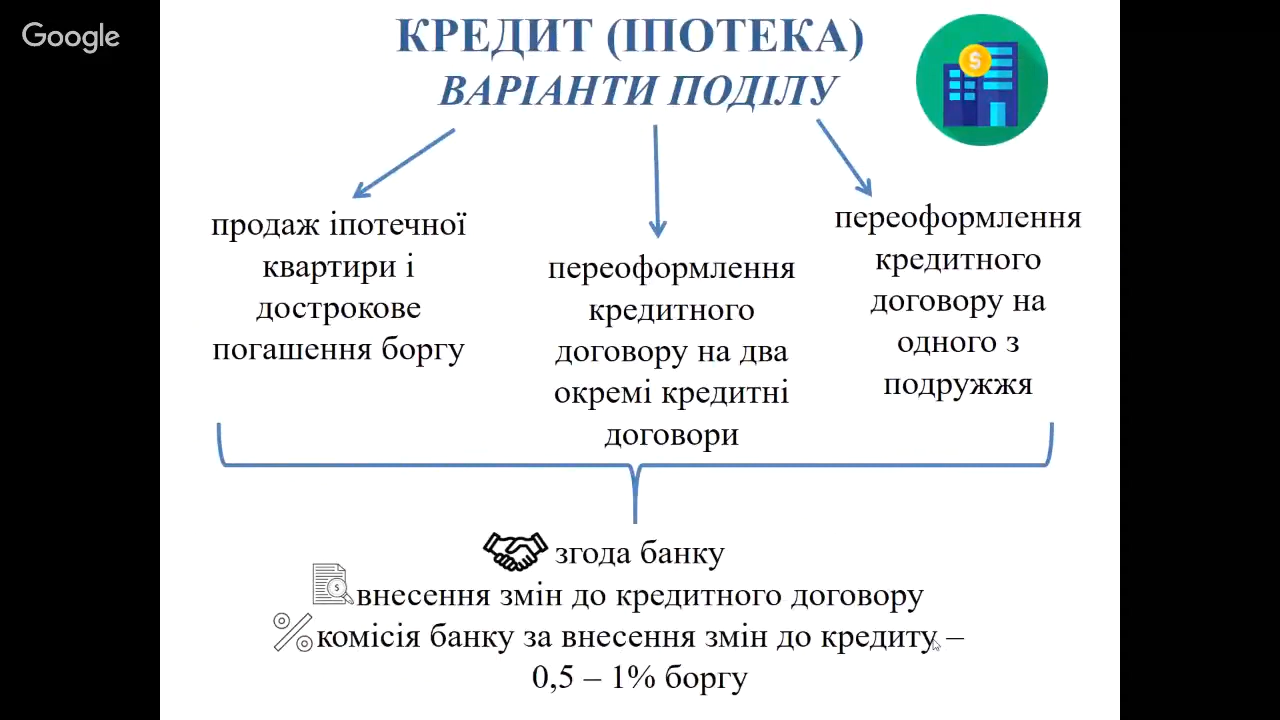 Google
КРЕДИТ (ІПОТЕКА)
ВАРІАНТИ ПОДІЛУ
продаж іпотечної
квартири і
дострокове
погашення боргу
переоформлення
кредитного
договору на два
окремі кредитні
договори
переоформлення
кредитного
договору на
одного з
подружжя
згода банку
внесення змін до кредитного договору
комісія банку за внесення змін до кредиту –
0,5 – 1% боргу